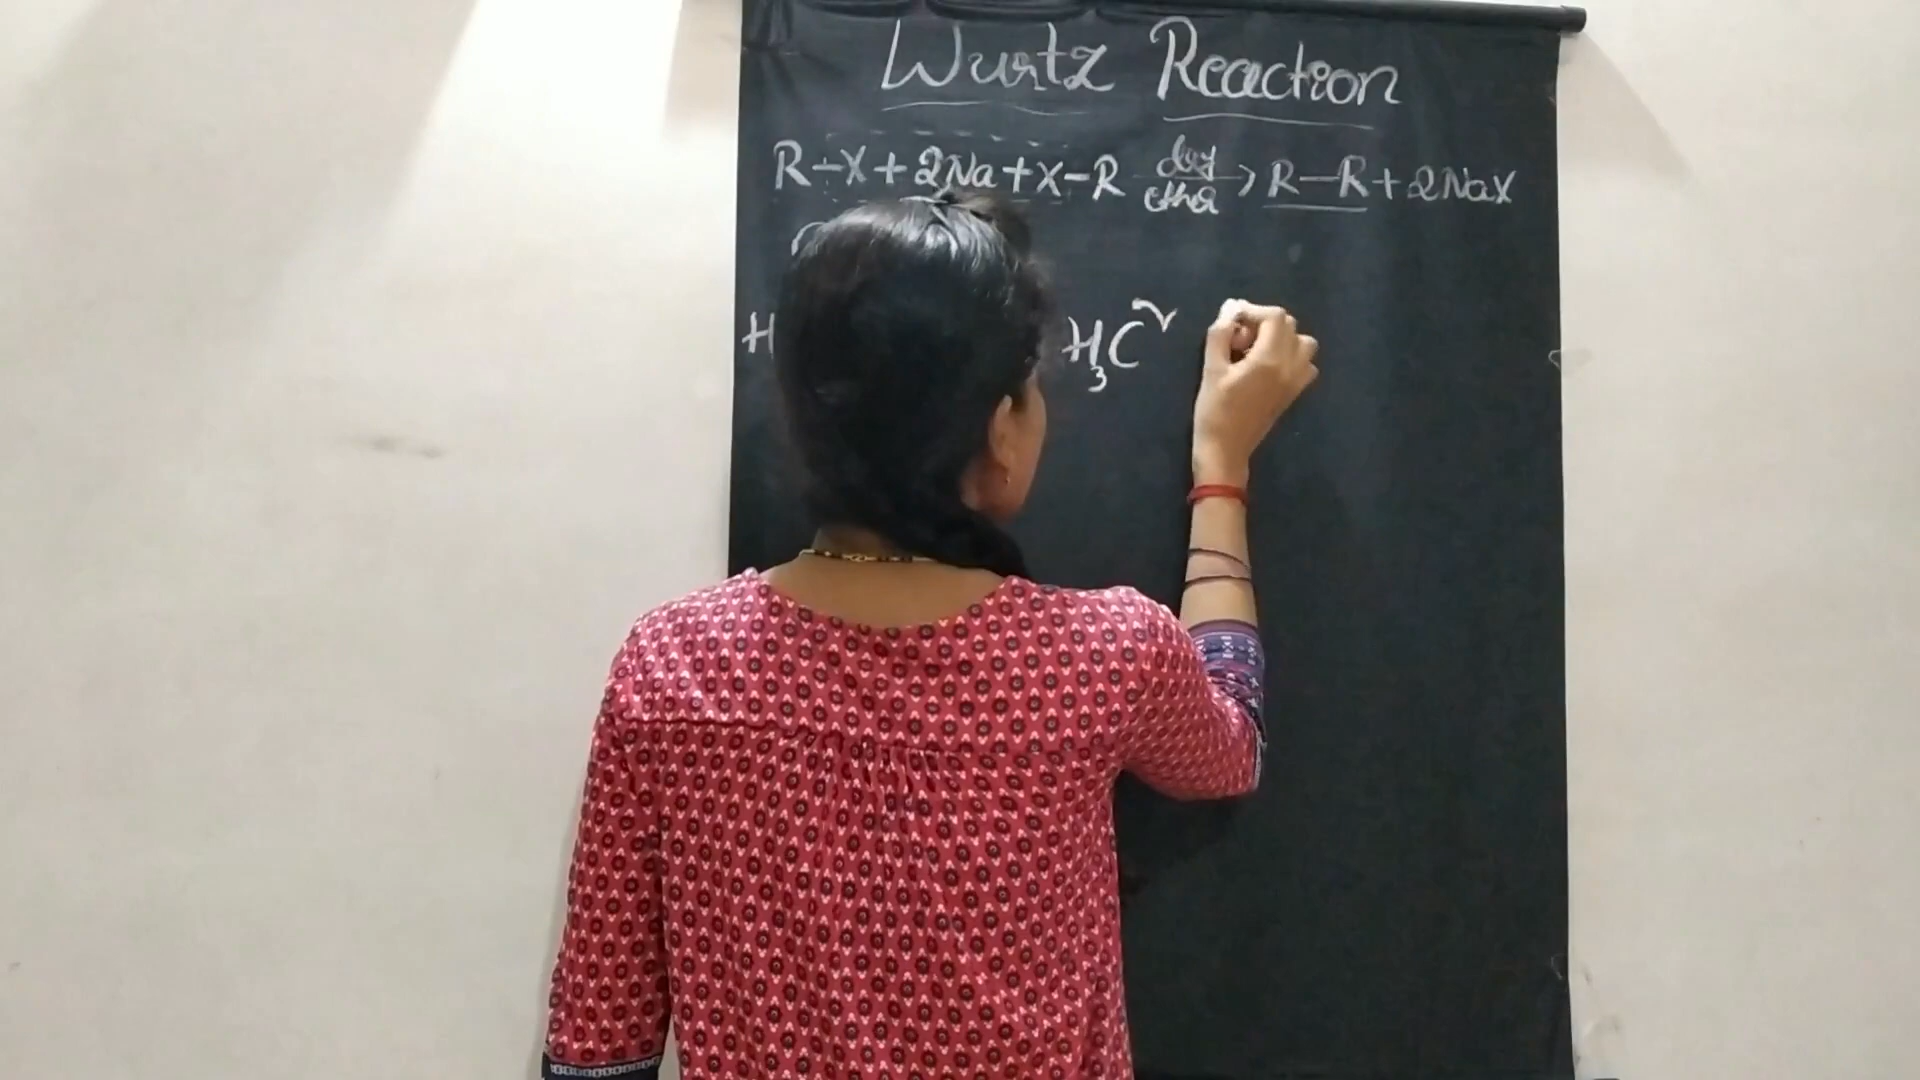 Wurtz Reaction
R-X+2Na+X-R dry ether → R-R+2NaX
H H₃C